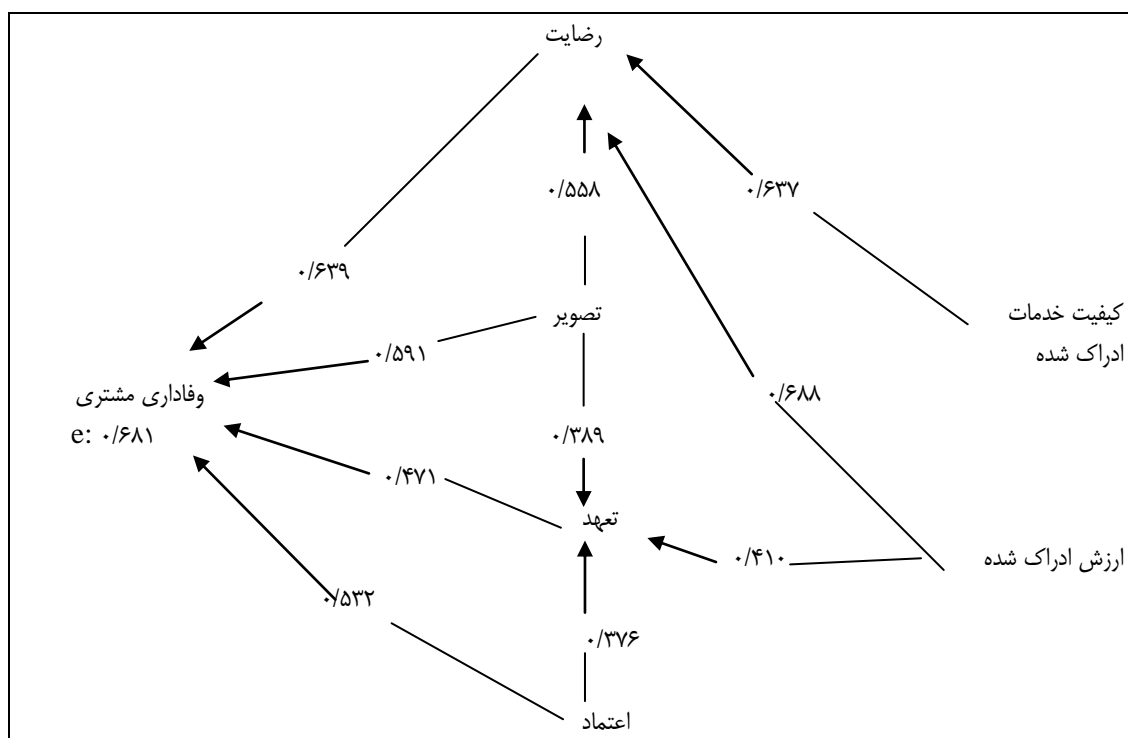 رضایت
۰/۵۵۸
۰/۶۳۷
۰/۶۳۹
تصویر
کیفیت خدمات
ادراک شده
۰/۵۹۱
وفاداری مشتری
e: ۰/۶۸۱
۰/۶۸۸
۰/۳۸۹
۰/۴۷۱
تعهد
ارزش ادراک شده
۰/۴۱۰
۰/۵۳۲
۰/۳۷۶
اعتماد